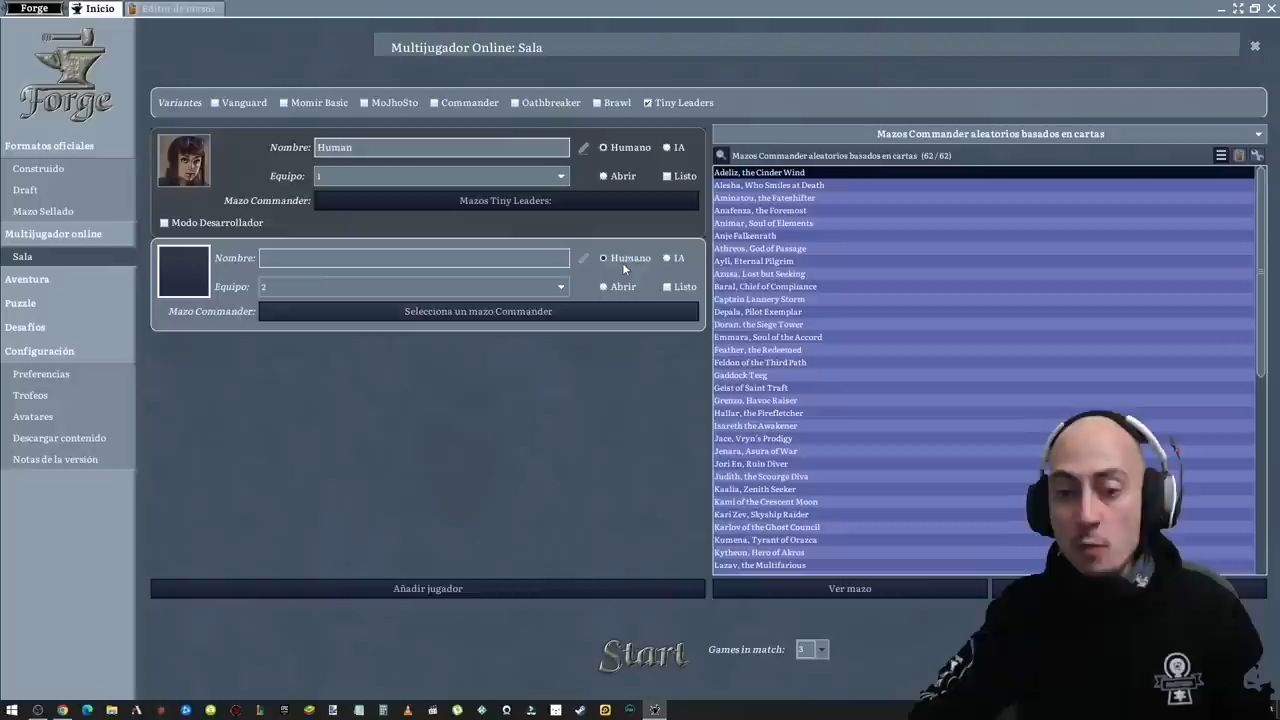 Forge
Inicio
Editor de mazos
Multijugador Online: Sala
Forge
Formatos oficiales
Construido
Draft
Mazo Sellado
Multijugador online
Sala
Aventura
Puzzle
Desafíos
Configuración
Preferencias
Trofeos
Avatares
Descargar contenido
Notas de la versión
Variantes Vanguard Momir Basic MoJhoSto Commander Oathbreaker Brawl Tiny Leaders
Nombre: Human Humano IA
Equipo: 1 Abrir Listo
Mazo Commander: Mazos Tiny Leaders:
Modo Desarrollador
Nombre: Humano IA
Equipo: 2 Abrir Listo
Mazo Commander: Selecciona un mazo Commander
Añadir jugador
Mazos Commander aleatorios basados en cartas
Mazos Commander aleatorios basados en cartas (62/62)
Adeliz, the Cinder Wind
Alesha, Who Smiles at Death
Aminatou, the Fateshifter
Anafenza, the Foremost
Animar, Soul of Elements
Anje Falkenrath
Athreos, God of Passage
Ayli, Eternal Pilgrim
Azusa, Lost but Seeking
Baral, Chief of Compliance
Captain Lannery Storm
Depala, Pilot Exemplar
Doran, the Siege Tower
Emmara, Soul of the Accord
Feather, the Redeemed
Feldon of the Third Path
Gaddock Teeg
Geist of Saint Traft
Grenzo, Havoc Raiser
Hallar, the Firefletcher
Isareth the Awakener
Jace, Vryn's Prodigy
Jenara, Asura of War
Jori En, Ruin Diver
Judith, the Scourge Diva
Kaalia, Zenith Seeker
Kami of the Crescent Moon
Kari Zev, Skyship Raider
Karlov of the Ghost Council
Kumena, Tyrant of Orazca
Kytheon, Hero of Akros
Lazav, the Multifarious
Ver mazo
Start
Games in match: 3